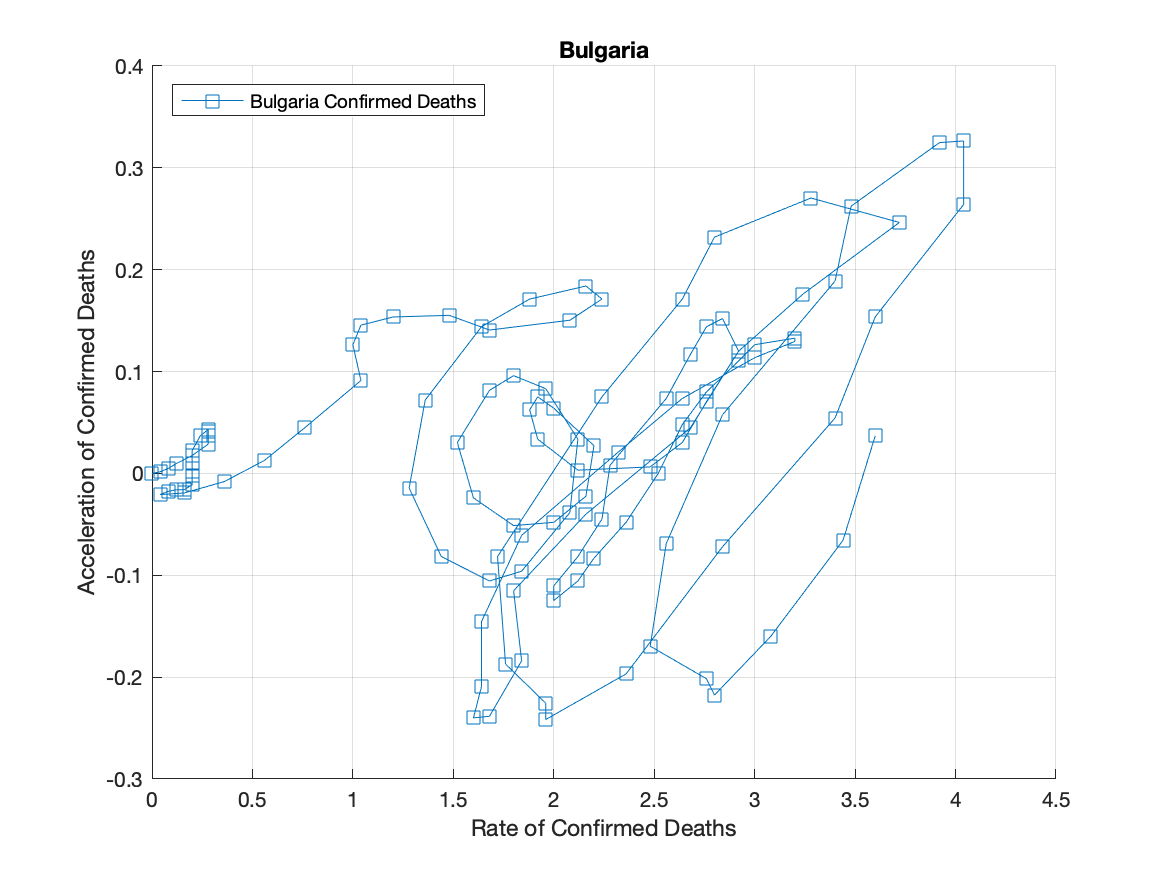 Bulgaria
0.4
Bulgaria Confirmed Deaths
0.3
0.2
0.1
0
-0.1
-0.2
-0.3
Acceleration of Confirmed Deaths
0 0.5 1 1.5 2 2.5 3 3.5 4 4.5
Rate of Confirmed Deaths